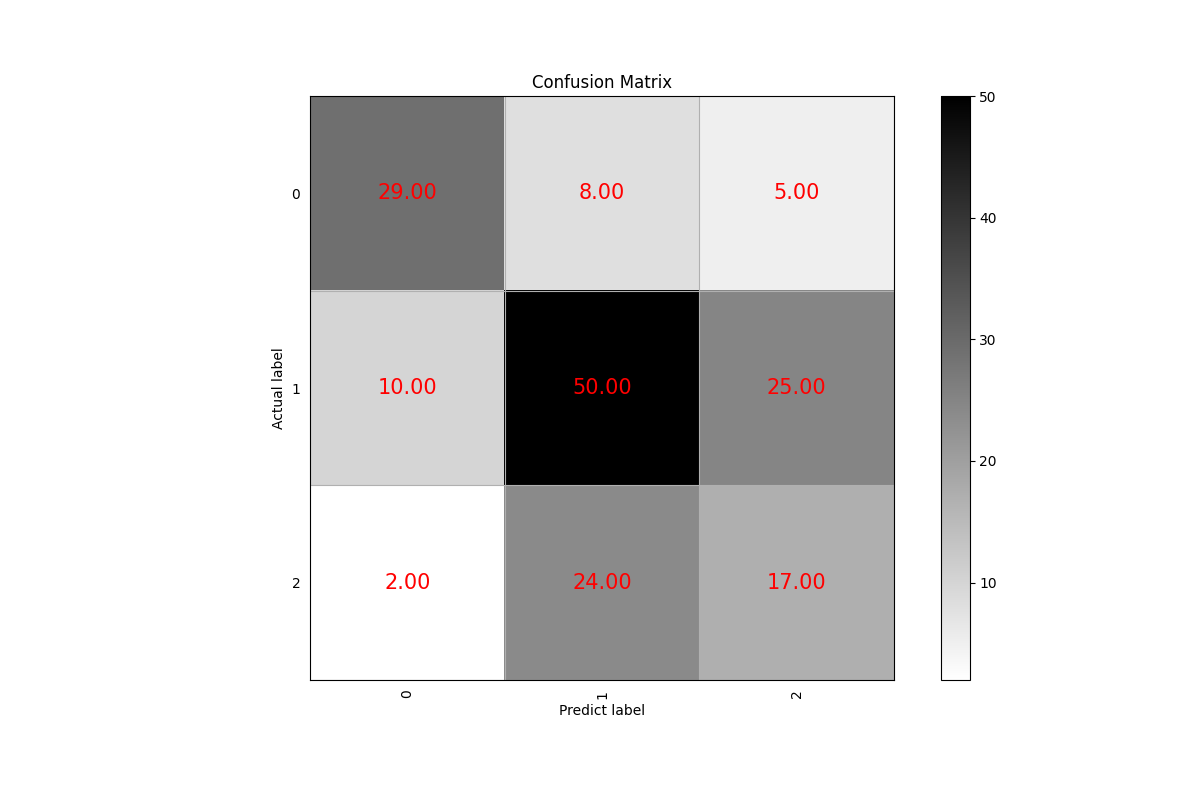 Confusion Matrix
0 29.00 8.00 5.00
1 10.00 50.00 25.00
2 2.00 24.00 17.00
0 1 2
Actual label
Predict label
50
40
30
20
10